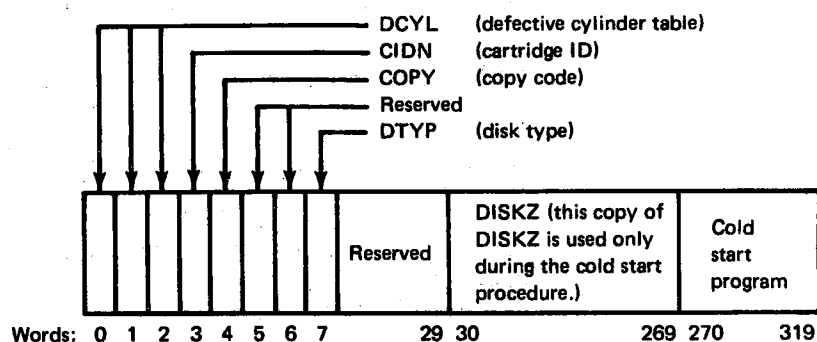 DCYL (defective cylinder table)
CIDN (cartridge ID)
COPY (copy code)
Reserved
DTYP (disk type)
Reserved
DISKZ (this copy of
DISKZ is used only
during the cold start
procedure.)
Cold
start
program
Words: 0 1 2 3 4 5 6 7 29 30 269 270 319